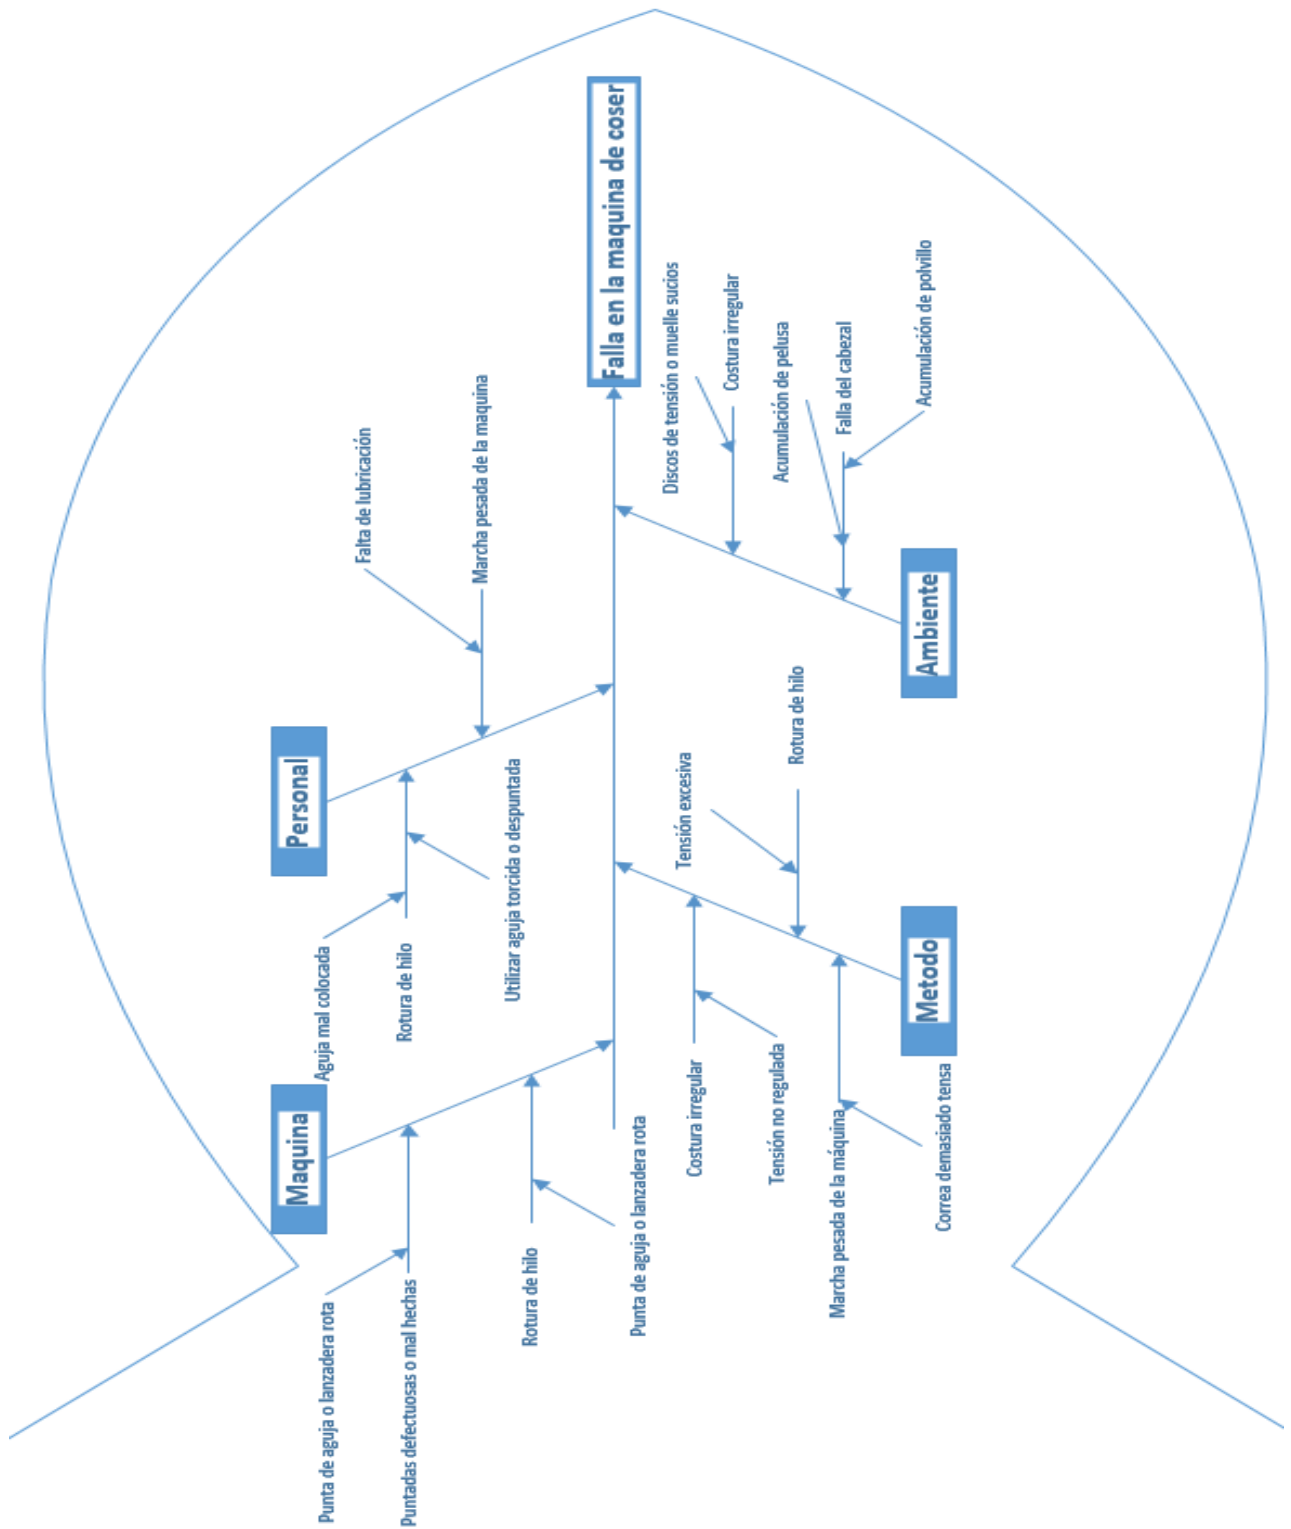 Maquina
Personal
Falla en la maquina de coser
Punta de aguja o lanzadera rota
Puntadas defectuosas o mal hechas
Rotura de hilo
Punta de aguja o lanzadera rota
Aguja mal colocada
Rotura de hilo
Utilizar aguja torcida o despuntada
Falta de lubricación
Marcha pesada de la maquina
Costura irregular
Tensión no regulada
Marcha pesada de la máquina
Correa demasiado tensa
Tensión excesiva
Rotura de hilo
Discos de tensión o muelle sucios
Costura irregular
Acumulación de pelusa
Falla del cabezal
Acumulación de polvillo
Metodo
Ambiente